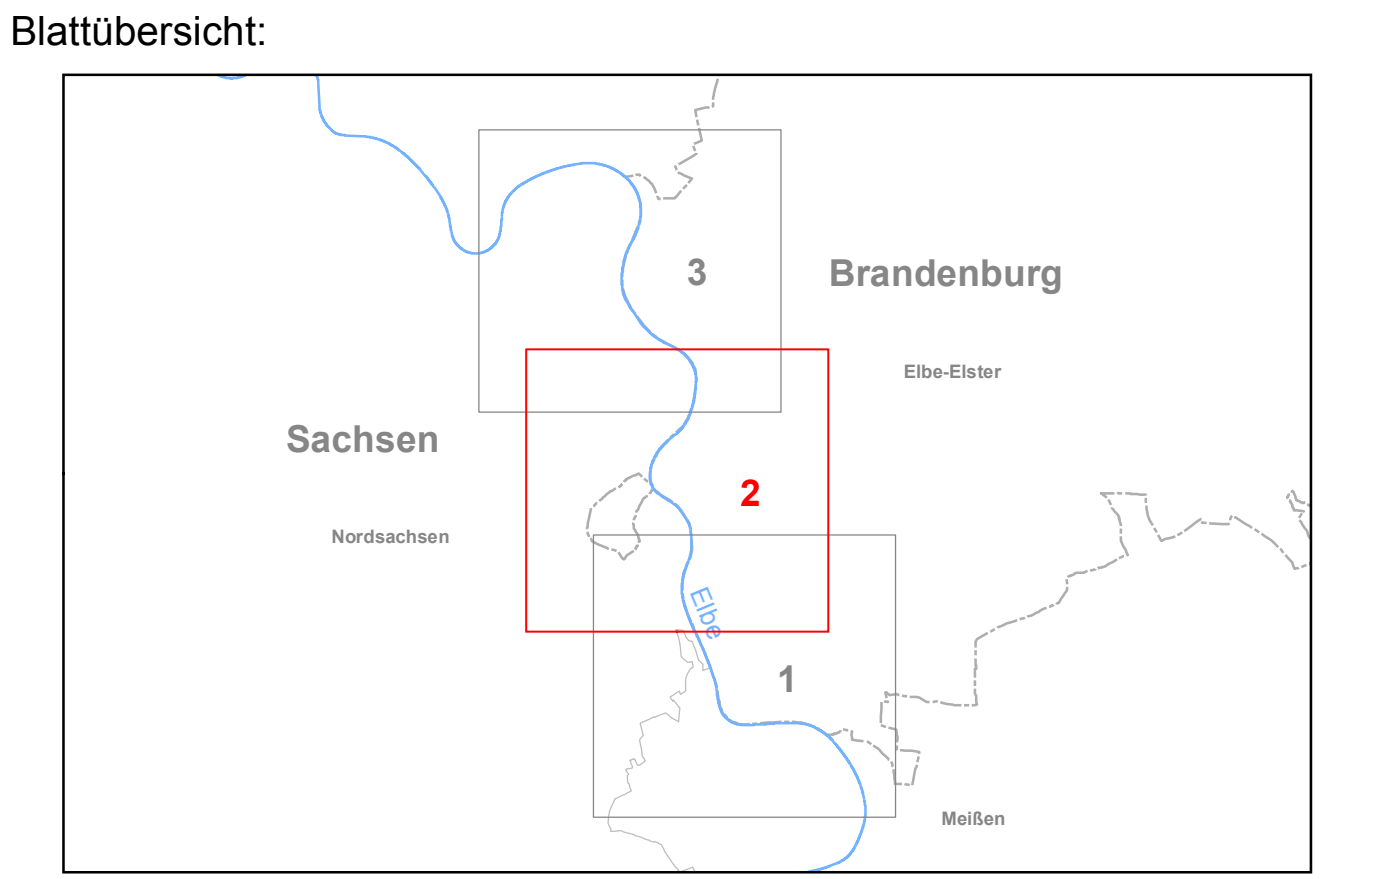 Blattübersicht:
3
Brandenburg
Elbe-Elster
Sachsen
2
Nordsachsen
Elbe
1
Meißen